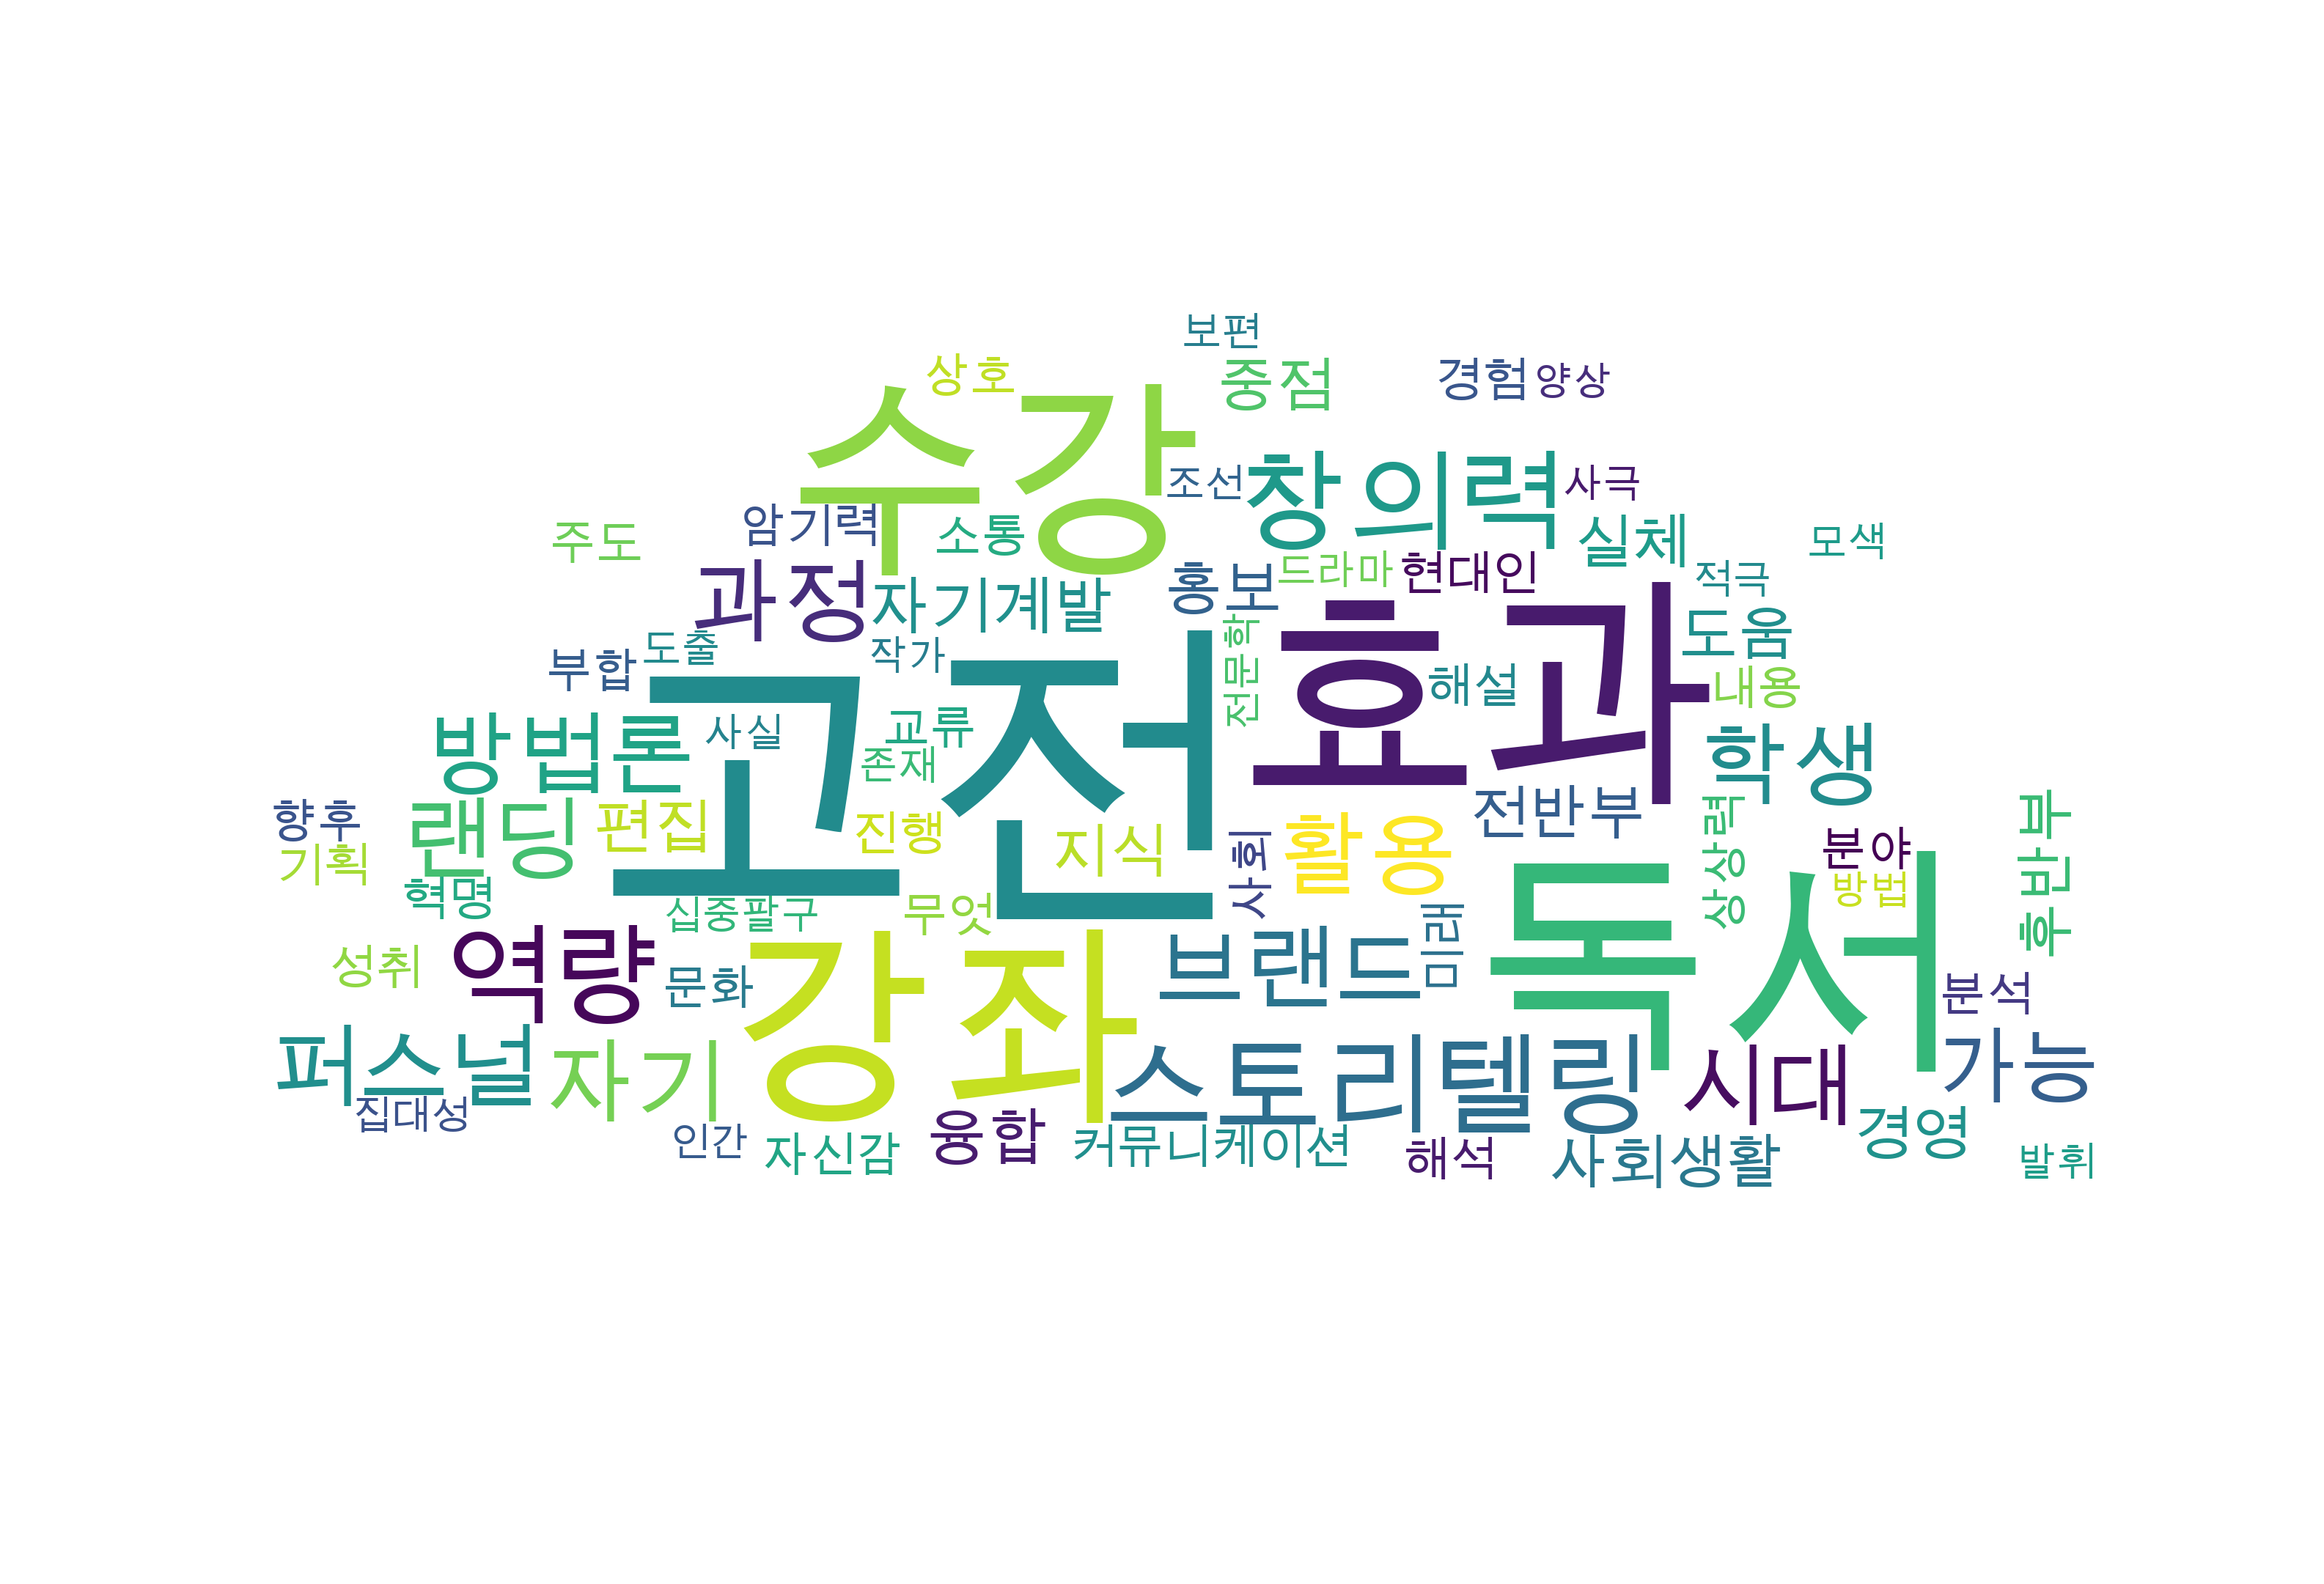 보편
상호
중점
경험
양상
수강
조선
창의력
사극
주도
암기력
소통
실체
모색
과정
자기계발
홍보
드라마
현대인
적극
부합
도출
작가
전문학
효과
해설
도움
내용
방법론
사실
고전
교류
존재
학생
향후
기획
랜딩
편집
진행
지식
사회
활용
전반부
상상력
분야
방법
후반부
혁명
십중팔구
무엇
성취
역량
문화
강좌
브랜드
미래
독서
분석
퍼스널
집대성
자기
스토리텔링
시대
가능
인간
자신감
융합
커뮤니케이션
해석
사회생활
경영
발휘